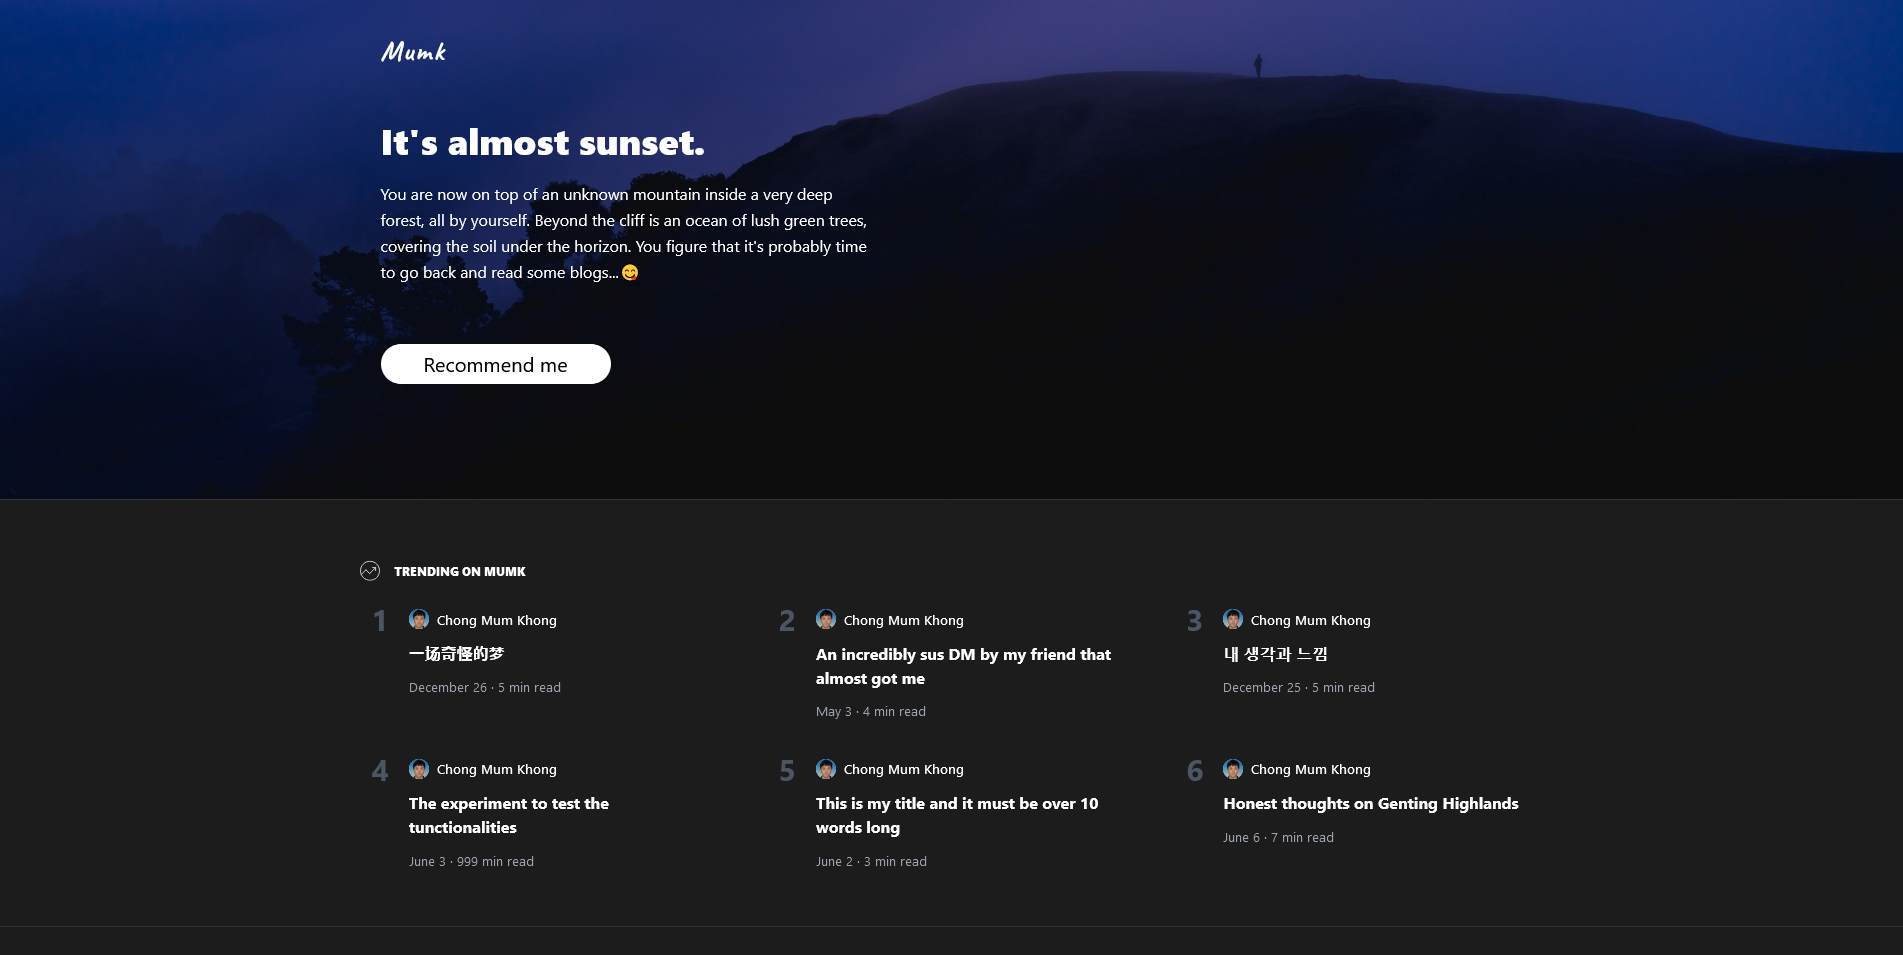 Mumk
It's almost sunset.
You are now on top of an unknown mountain inside a very deep
forest, all by yourself. Beyond the cliff is an ocean of lush green trees,
covering the soil under the horizon. You figure that it's probably time
to go back and read some blogs... 😋
Recommend me
TRENDING ON MUMK
1
Chong Mum Khong
一场奇怪的梦
December 26 · 5 min read
2
Chong Mum Khong
An incredibly sus DM by my friend that
almost got me
May 3 · 4 min read
3
Chong Mum Khong
내 생각과 느낌
December 25 · 5 min read
4
Chong Mum Khong
The experiment to test the
tunctionalities
June 3 · 999 min read
5
Chong Mum Khong
This is my title and it must be over 10
words long
June 2 · 3 min read
6
Chong Mum Khong
Honest thoughts on Genting Highlands
June 6 · 7 min read